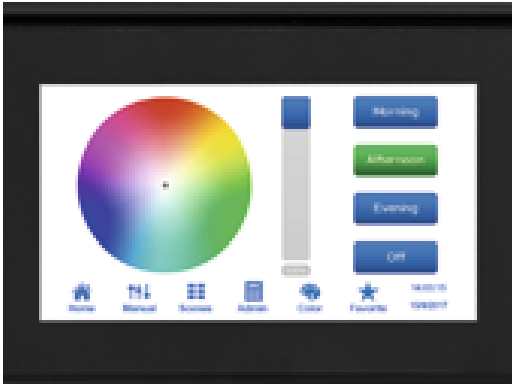 Morning
Afternoon
Evening
Off
Home
Manual
Scenes
Admin
Color
Favorite